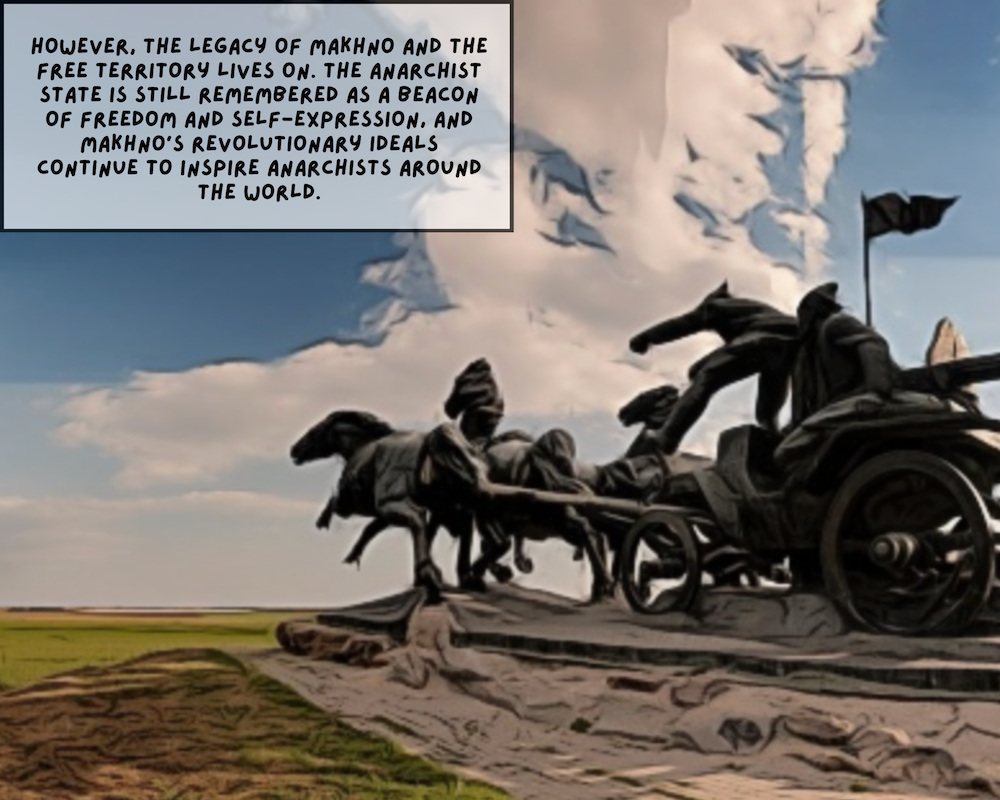 HOWEVER, THE LEGACY OF MAKHNO AND THE
FREE TERRITORY LIVES ON. THE ANARCHIST
STATE IS STILL REMEMBERED AS A BEACON
OF FREEDOM AND SELF-EXPRESSION, AND
MAKHNO'S REVOLUTIONARY IDEALS
CONTINUE TO INSPIRE ANARCHISTS AROUND
THE WORLD.